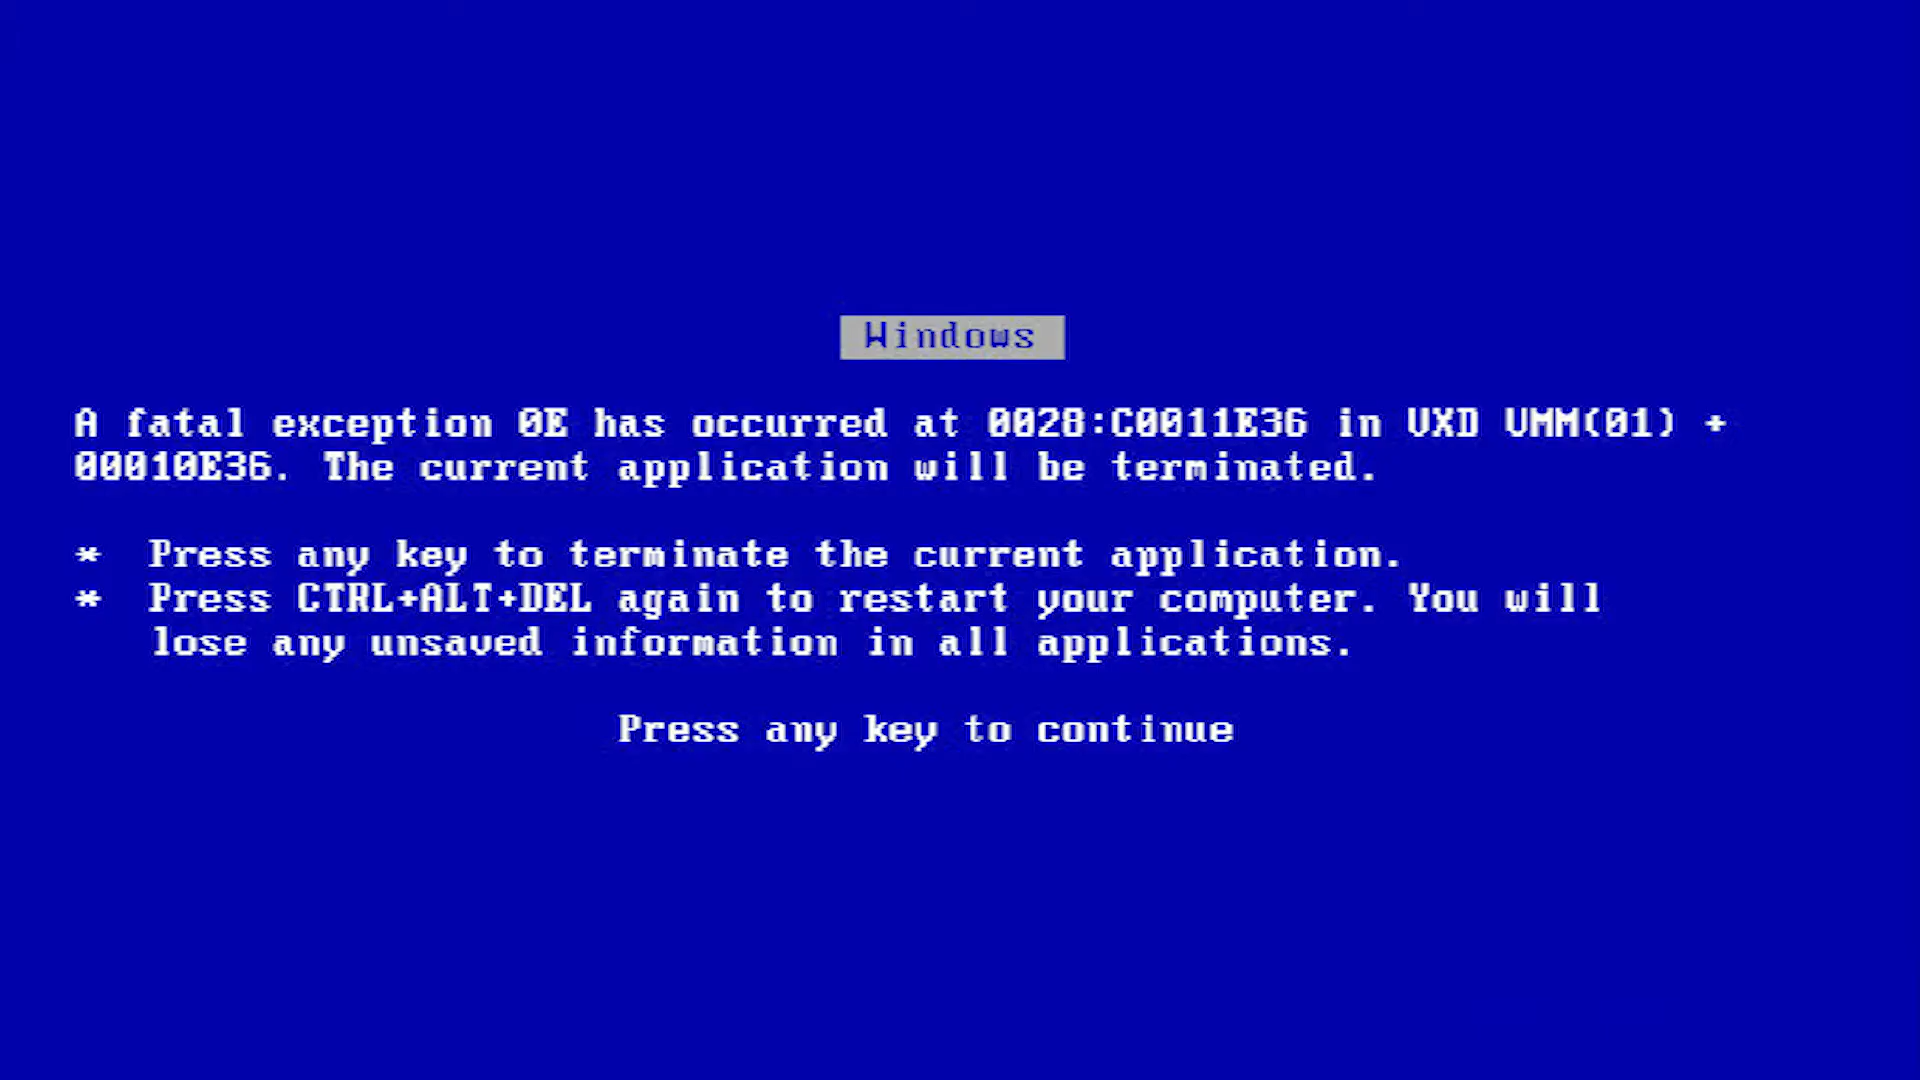 Windows
A fatal exception 0E has occurred at 0028:C0011E36 in VXD VMM(01) +
00010E36. The current application will be terminated.
* Press any key to terminate the current application.
* Press CTRL+ALT+DEL again to restart your computer. You will
lose any unsaved information in all applications.
Press any key to continue